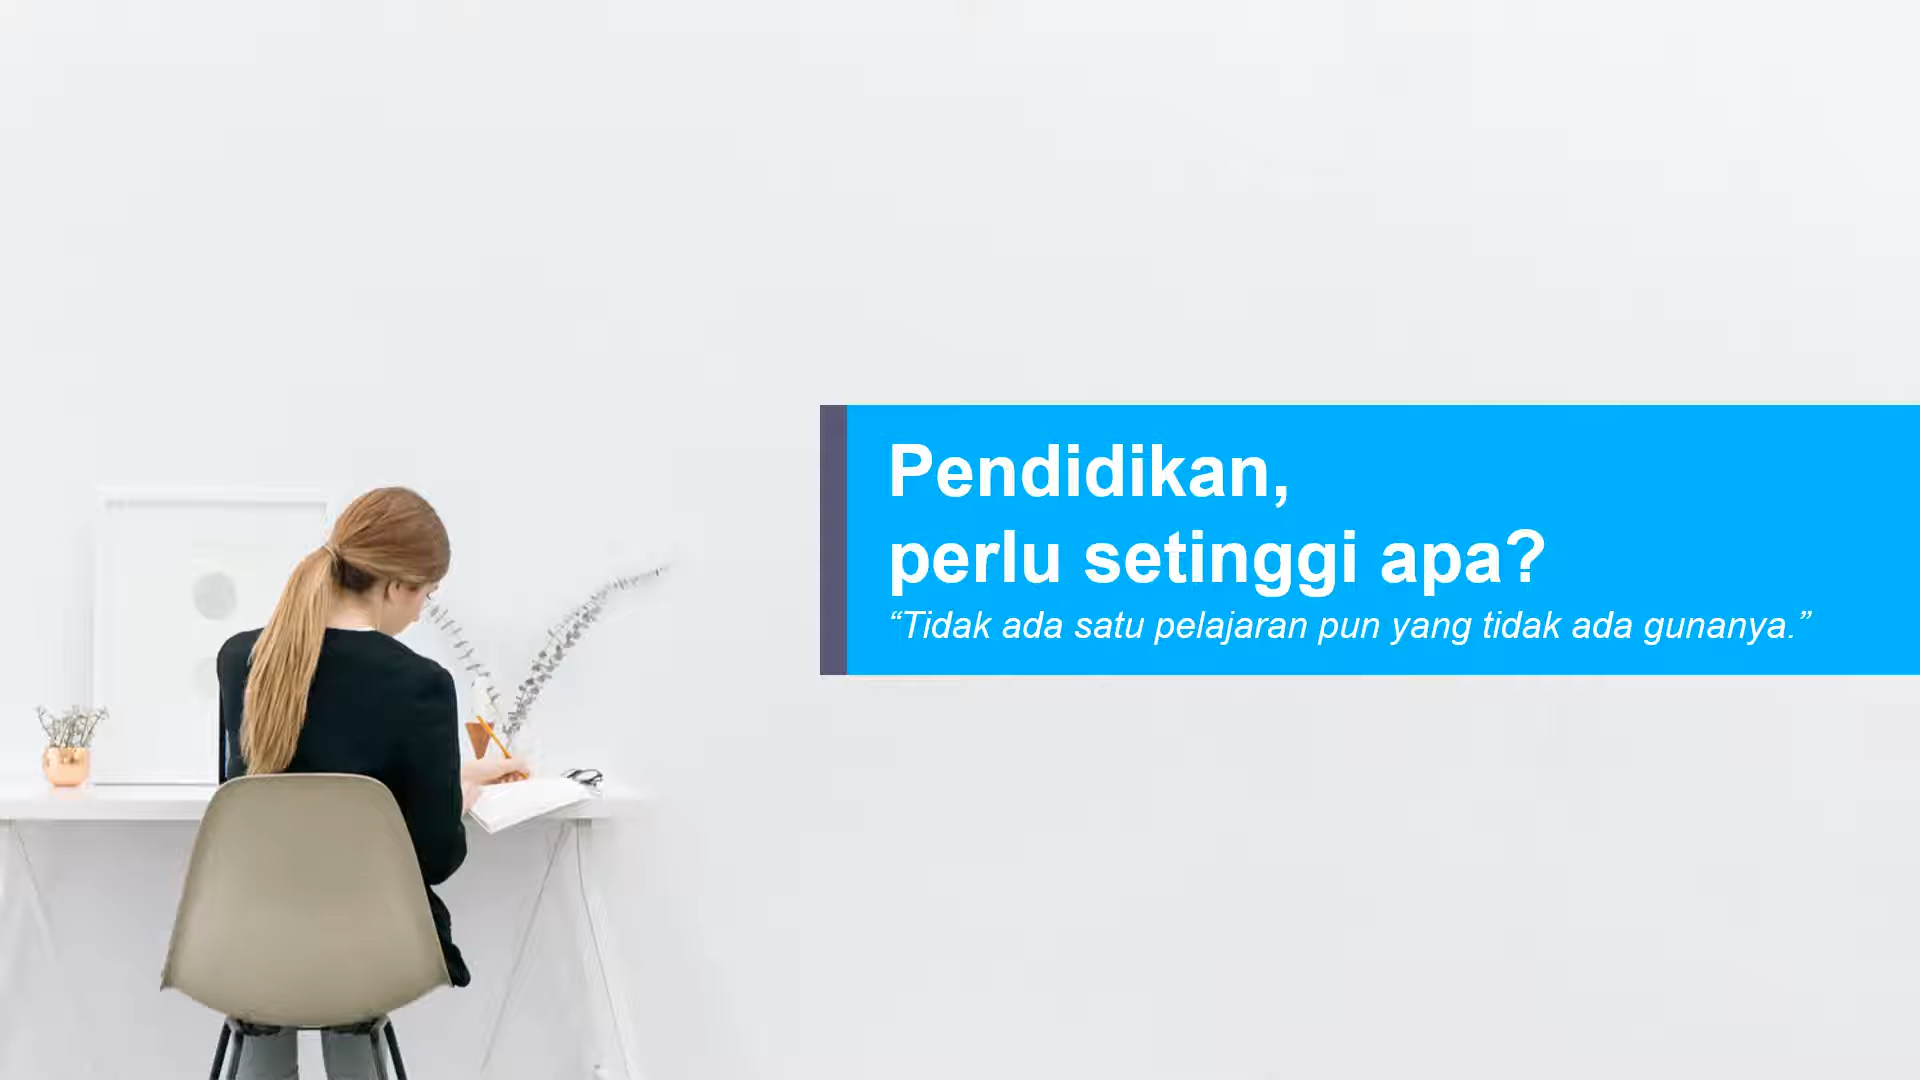 Pendidikan,
perlu setinggi apa?
“Tidak ada satu pelajaran pun yang tidak ada gunanya.”